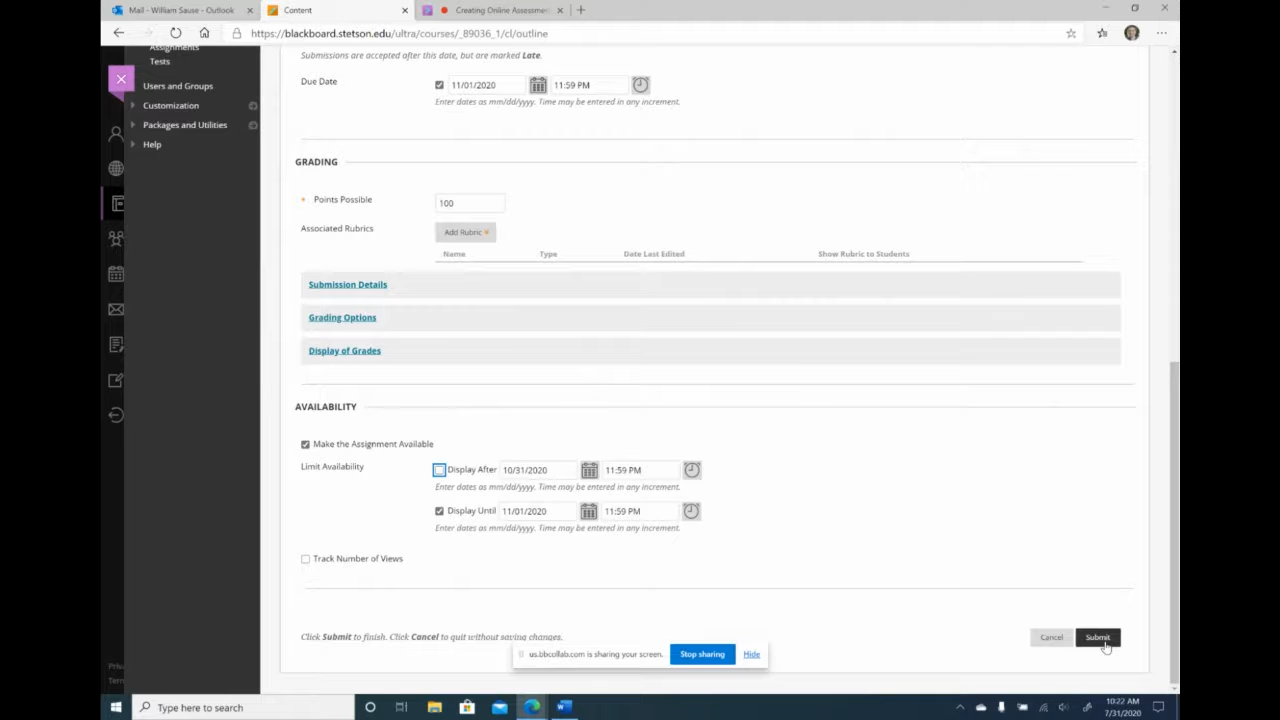 Mail - William Sause - Outlook
Content
Creating Online Assessm
https://blackboard.stetson.edu/ultra/courses/_89036_1/cl/outline
Assignments
Tests
Users and Groups
Customization
Packages and Utilities
Help
Priv
Term
Submissions are accepted after this date, but are marked Late.
Due Date
11/01/2020
11:59 PM
Enter dates as mm/dd/yyyy. Time may be entered in any increment.
GRADING
* Points Possible
100
Associated Rubrics
Add Rubric
Name Type Date Last Edited Show Rubric to Students
Submission Details
Grading Options
Display of Grades
AVAILABILITY
Make the Assignment Available
Limit Availability
Display After 10/31/2020 11:59 PM
Enter dates as mm/dd/yyyy. Time may be entered in any increment.
Display Until 11/01/2020 11:59 PM
Enter dates as mm/dd/yyyy. Time may be entered in any increment.
Track Number of Views
Click Submit to finish. Click Cancel to quit without saving changes.
Cancel Submit
us.bbcollab.com is sharing your screen. Stop sharing Hide
Type here to search
10:22 AM
7/31/2020